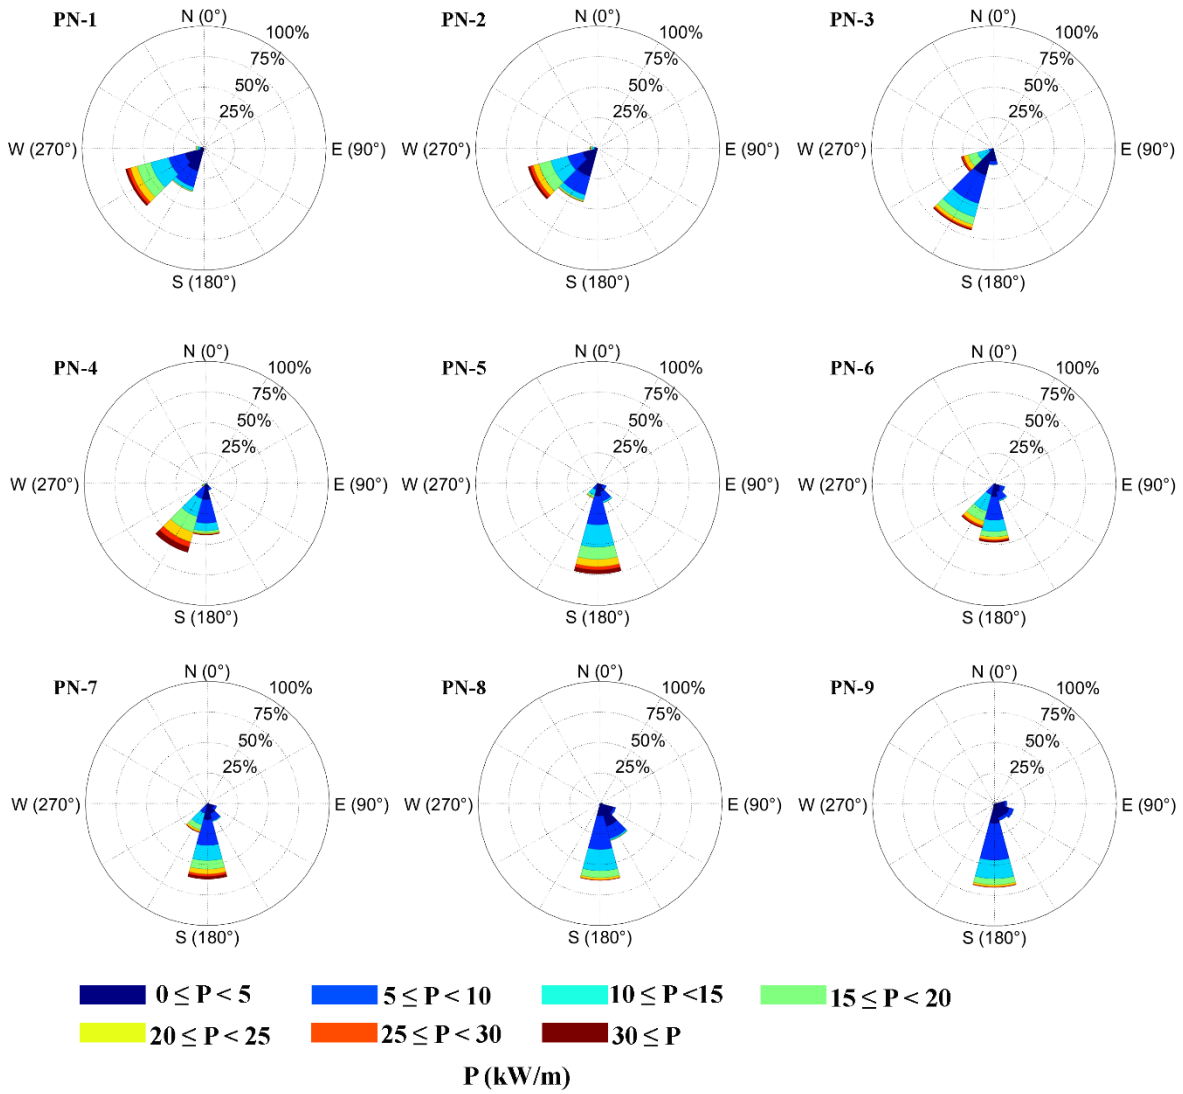 PN-1
N (0°)
100%
75%
50%
25%
W (270°)
E (90°)
S (180°)
PN-2
N (0°)
100%
75%
50%
25%
W (270°)
E (90°)
S (180°)
PN-3
N (0°)
100%
75%
50%
25%
W (270°)
E (90°)
S (180°)
PN-4
N (0°)
100%
75%
50%
25%
W (270°)
E (90°)
S (180°)
PN-5
N (0°)
100%
75%
50%
25%
W (270°)
E (90°)
S (180°)
PN-6
N (0°)
100%
75%
50%
25%
W (270°)
E (90°)
S (180°)
PN-7
N (0°)
100%
75%
50%
25%
W (270°)
E (90°)
S (180°)
PN-8
N (0°)
100%
75%
50%
25%
W (270°)
E (90°)
S (180°)
PN-9
N (0°)
100%
75%
50%
25%
W (270°)
E (90°)
S (180°)
0 ≤ P < 5
5 ≤ P < 10
10 ≤ P <15
15 ≤ P < 20
20 ≤ P < 25
25 ≤ P < 30
30 ≤ P
P (kW/m)